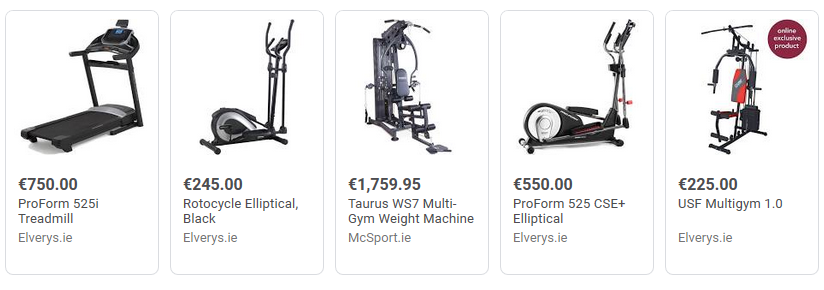 online
exclusive
product
€750.00
ProForm 525i
Treadmill
Elverys.ie
€245.00
Rotocycle Elliptical,
Black
Elverys.ie
€1,759.95
Taurus WS7 Multi-
Gym Weight Machine
McSport.ie
€550.00
ProForm 525 CSE+
Elliptical
Elverys.ie
€225.00
USF Multigym 1.0
Elverys.ie